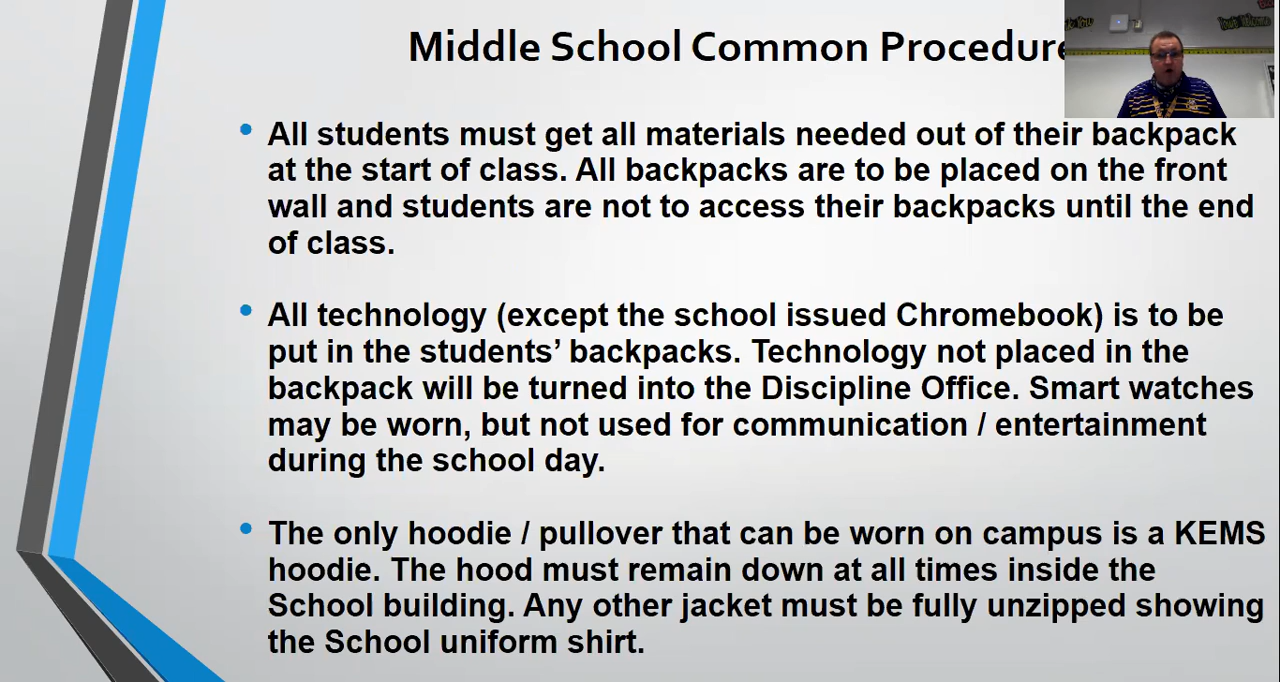 Middle School Common Procedure
All students must get all materials needed out of their backpack
at the start of class. All backpacks are to be placed on the front
wall and students are not to access their backpacks until the end
of class.
All technology (except the school issued Chromebook) is to be
put in the students’ backpacks. Technology not placed in the
backpack will be turned into the Discipline Office. Smart watches
may be worn, but not used for communication / entertainment
during the school day.
The only hoodie / pullover that can be worn on campus is a KEMS
hoodie. The hood must remain down at all times inside the
School building. Any other jacket must be fully unzipped showing
the School uniform shirt.